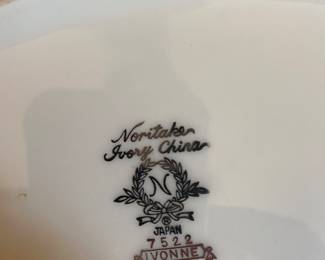 Noritake
Ivory China
N
®
JAPAN
7522
IVONNE